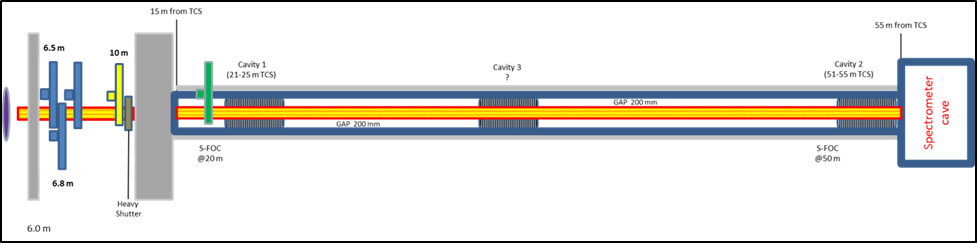 15 m from TCS
55 m from TCS
6.5 m
10 m
Cavity 1
(21-25 m TCS)
Cavity 3
?
Cavity 2
(51-55 m TCS)
GAP 200 mm
GAP 200 mm
Spectrometer
cave
S-FOC
@20 m
S-FOC
@50 m
6.8 m
Heavy
Shutter
6.0 m